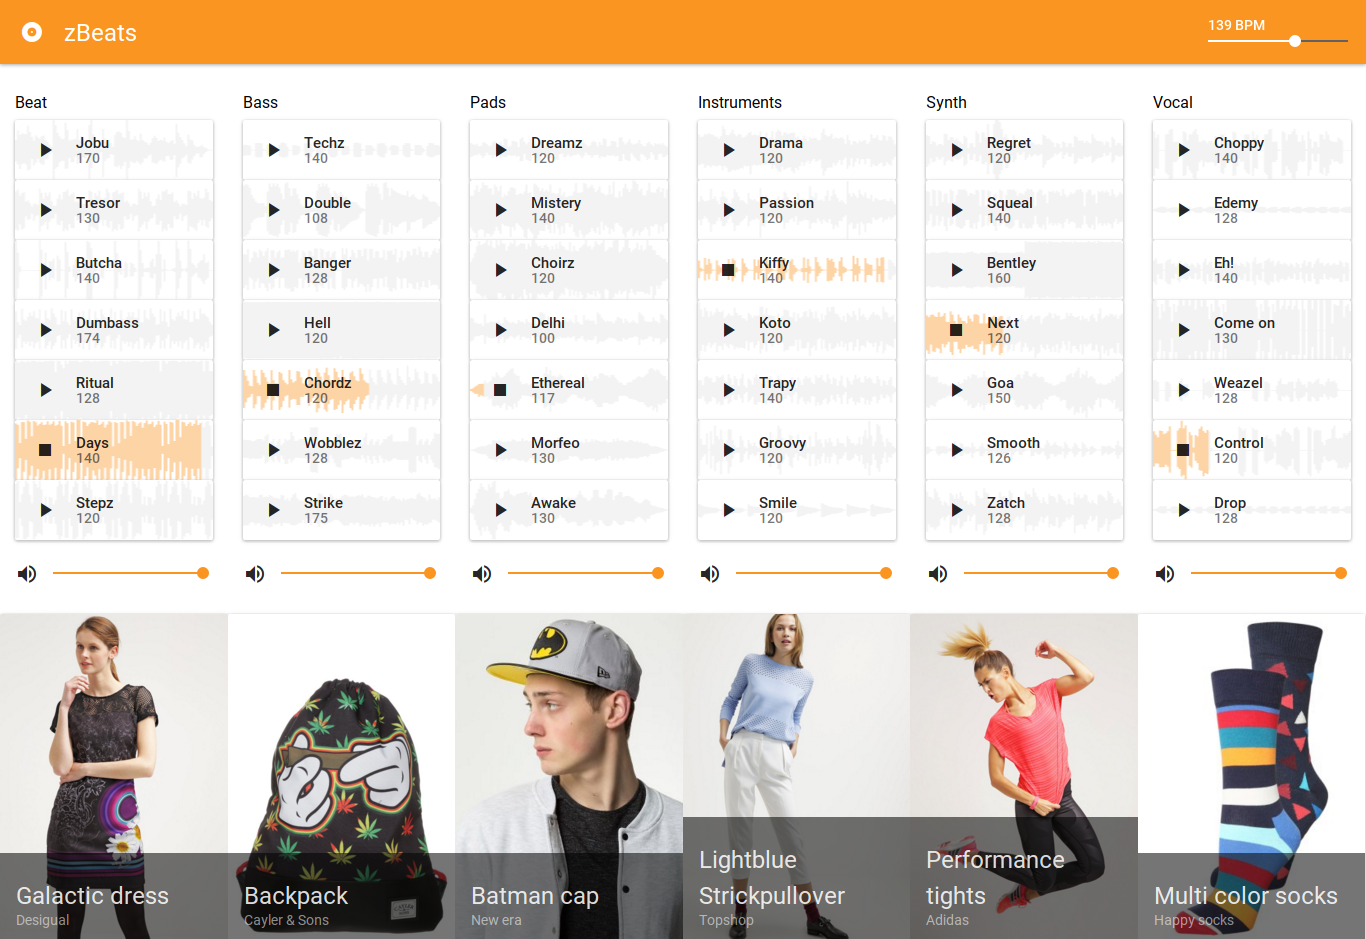 zBeats
139 BPM
Beat
Jobu
170
Tresor
130
Butcha
140
Dumbass
174
Ritual
128
Days
140
Stepz
120
Bass
Techz
140
Double
108
Banger
128
Hell
120
Chordz
120
Wobblez
128
Strike
175
Pads
Dreamz
120
Mistery
140
Choirz
120
Delhi
100
Ethereal
117
Morfeo
130
Awake
130
Instruments
Drama
120
Passion
120
Kiffy
140
Koto
120
Trapy
140
Groovy
120
Smile
120
Synth
Regret
120
Squeal
140
Bentley
160
Next
120
Goa
150
Smooth
126
Zatch
128
Vocal
Choppy
140
Edemy
128
Eh!
140
Come on
130
Weazel
128
Control
120
Drop
128
Galactic dress
Desigual
Backpack
Cayler & Sons
Batman cap
New era
Lightblue
Strickpullover
Topshop
Performance
tights
Adidas
Multi color socks
Happy socks